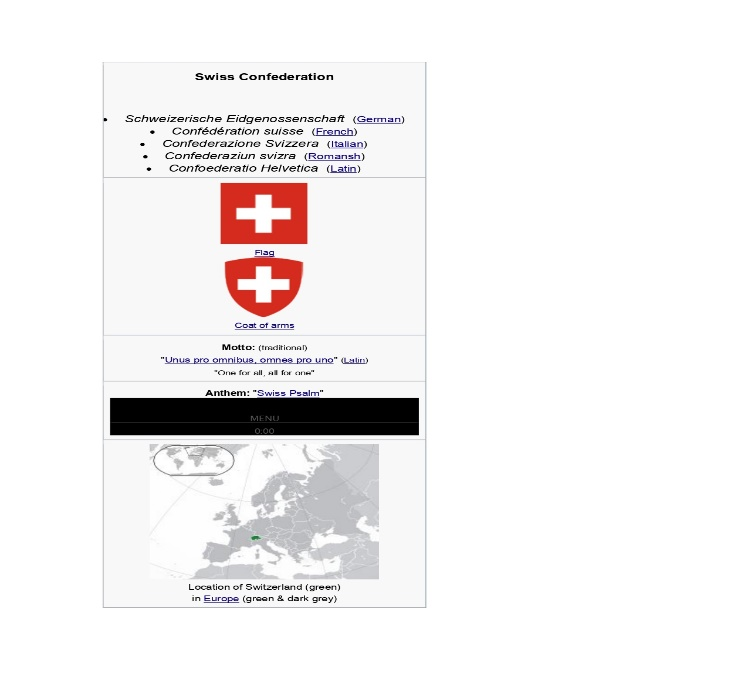 Swiss Confederation
• Schweizerische Eidgenossenschaft (German)
• Confédération suisse (French)
• Confederazione Svizzera (Italian)
• Confederaziun svizra (Romansh)
• Confoederatio Helvetica (Latin)
Flag
Coat of arms
Motto: (traditional)
"Unus pro omnibus, omnes pro uno" (Latin)
"One for all, all for one"
Anthem: "Swiss Psalm"
MENU
0:00
Location of Switzerland (green)
in Europe (green & dark grey)